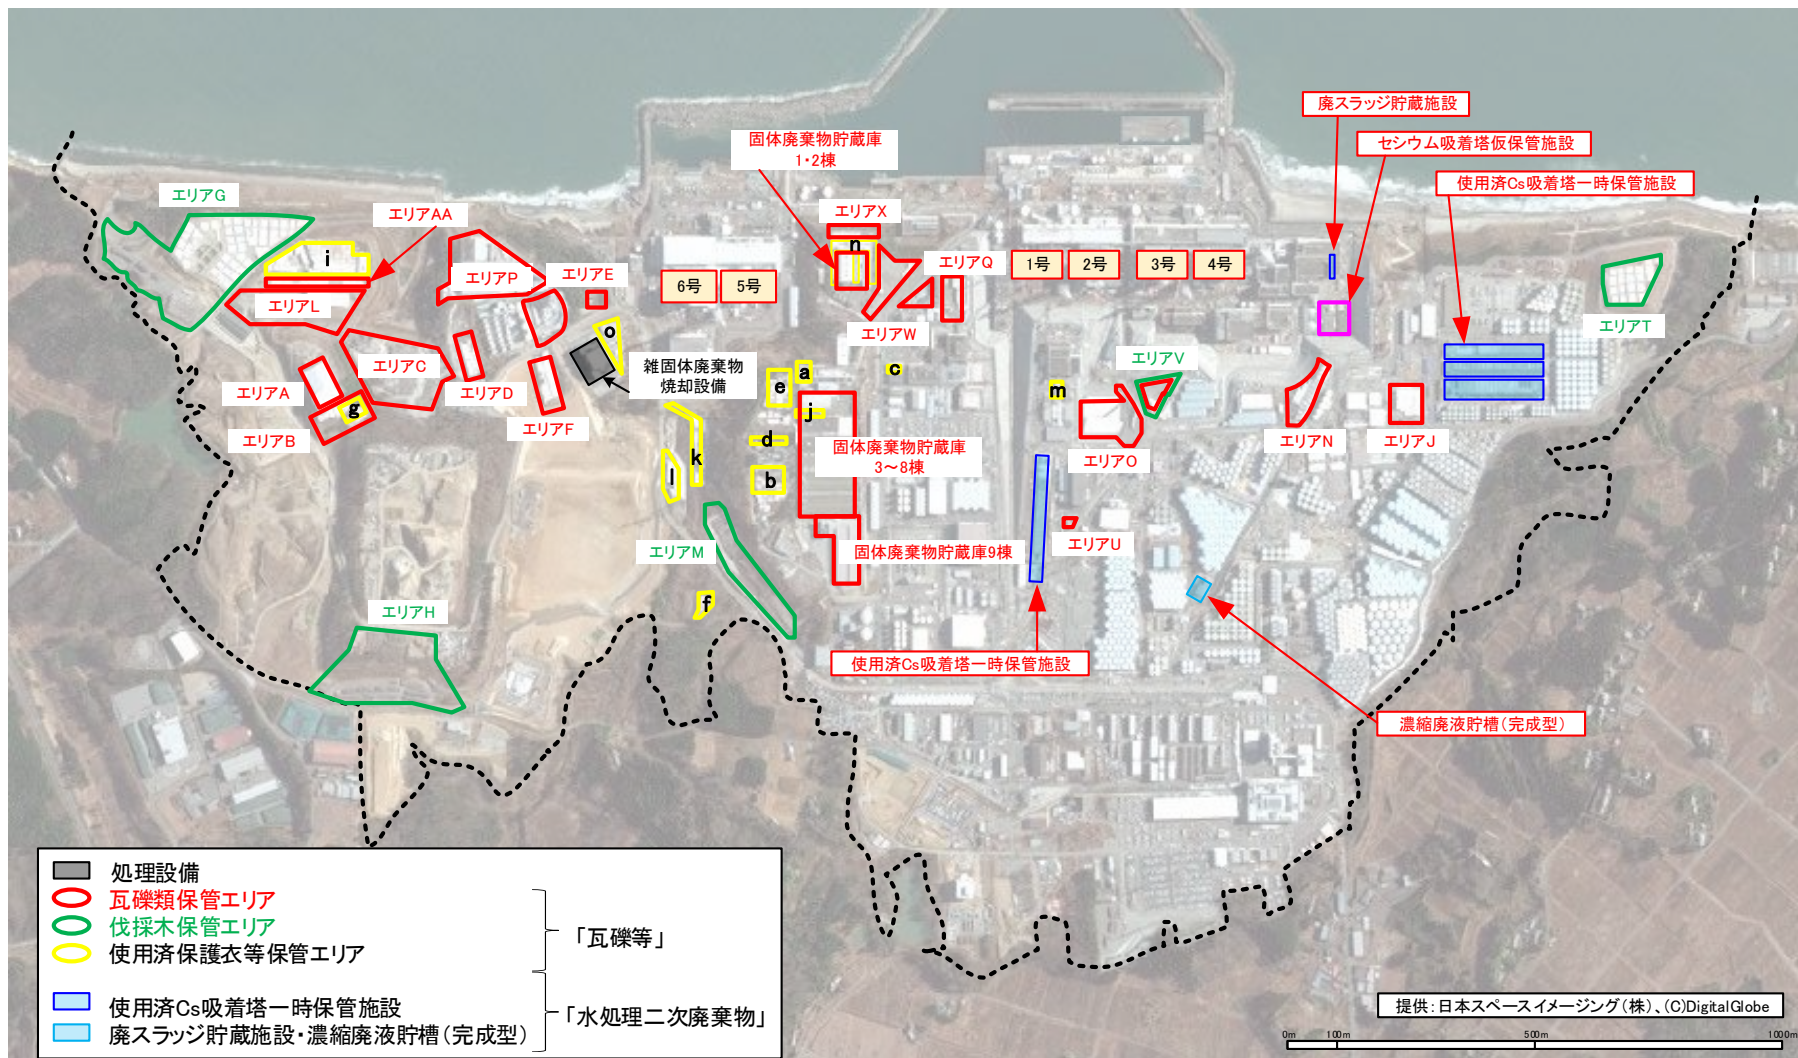 廃スラッジ貯蔵施設
固体廃棄物貯蔵庫
1・2棟
セシウム吸着塔仮保管施設
使用済Cs吸着塔一時保管施設
エリアG
エリアAA
エリアX
n
i
エリアP
エリアE
エリアQ
1号
2号
3号
4号
6号
5号
エリアL
エリアW
エリアT
o
エリアC
雑固体廃棄物
焼却設備
a
c
エリアV
エリアA
エリアD
e
m
g
j
エリアB
エリアF
d
固体廃棄物貯蔵庫
3～8棟
エリアO
エリアN
エリアJ
k
l
b
エリアM
固体廃棄物貯蔵庫9棟
エリアU
f
エリアH
使用済Cs吸着塔一時保管施設
濃縮廃液貯槽(完成型)
処理設備
瓦礫類保管エリア
伐採木保管エリア
使用済保護衣等保管エリア
「瓦礫等」
使用済Cs吸着塔一時保管施設
廃スラッジ貯蔵施設・濃縮廃液貯槽(完成型)
「水処理二次廃棄物」
提供：日本スペースイメージング(株)、(C)DigitalGlobe
0m 100m 500m 1000m